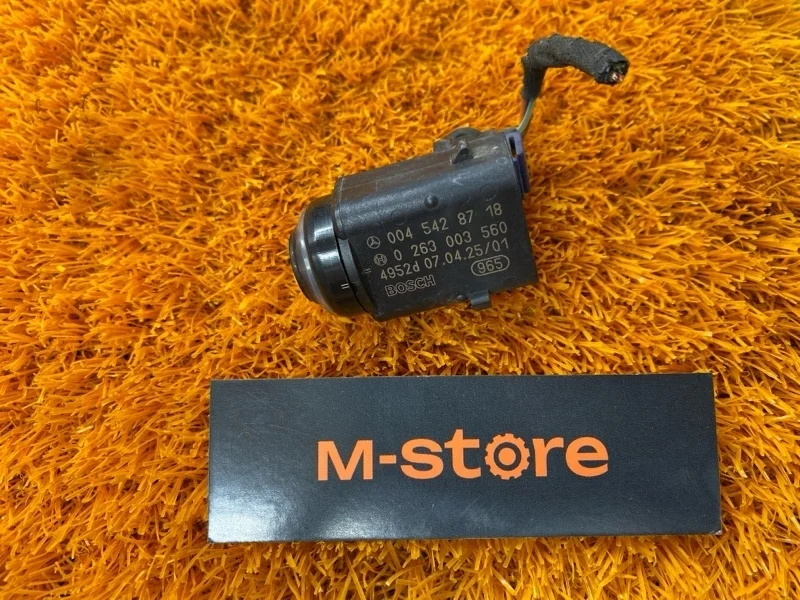 004 542 87 18
0 263 003 560
4952d 07.04.25/01
BOSCH 965
M-store